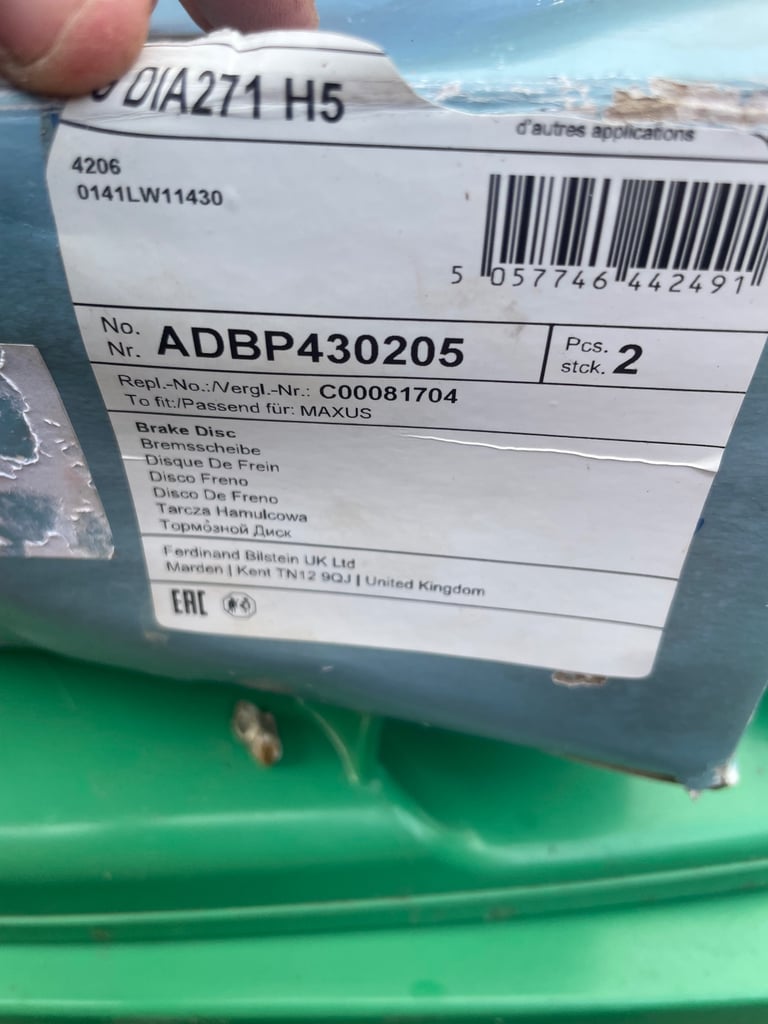 DIA271 H5
d'autres applications
4206
0141LW11430
5 057746 442491
No.
Nr. ADBP430205
Pcs.
stck. 2
Repl.-No.:/Vergl.-Nr.: C00081704
To fit:/Passend für: MAXUS
Brake Disc
Bremsscheibe
Disque De Frein
Disco Freno
Disco De Freno
Tarcza Hamulcowa
Тормозной Диск
Ferdinand Bilstein UK Ltd
Marden | Kent TN12 9QJ | United Kingdom
EAC